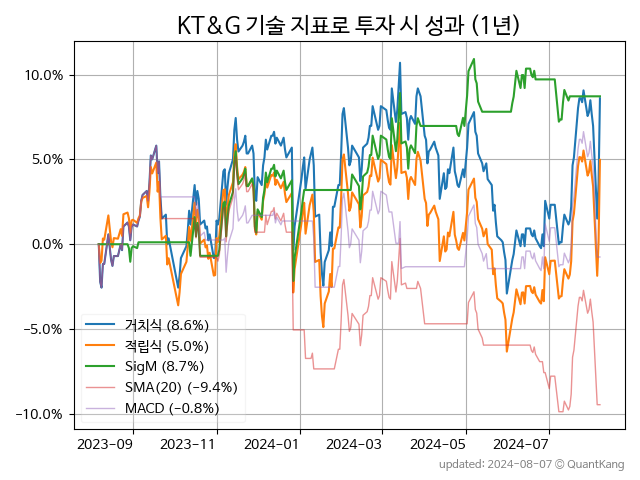 KT&G 기술 지표로 투자 시 성과 (1년)
10.0%
5.0%
0.0%
−5.0%
−10.0%
거치식 (8.6%)
적립식 (5.0%)
SigM (8.7%)
SMA(20) (−9.4%)
MACD (−0.8%)
2023-09 2023-11 2024-01 2024-03 2024-05 2024-07
updated: 2024-08-07 © QuantKang